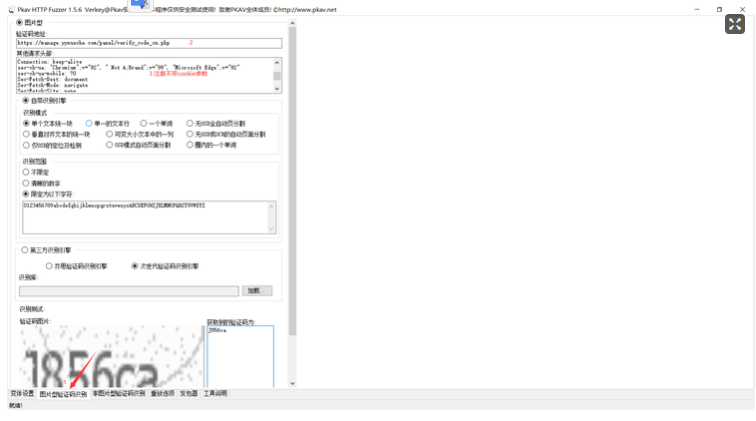 Pkav HTTP Fuzzer 1.5.6 Verkey@Pkav 程序仅供安全测试使用! 致谢PKAV全体成员! ©http://www.pkav.net
图片型
验证码地址:
https://manage.yyxueche.com/panel/verify_code_cn.php 2
其他请求头部:
Connection: keep-alive
sec-ch-ua: "Chromium";v="92", " Not A;Brand";v="99", "Microsoft Edge";v="92"
sec-ch-ua-mobile: ?0 3 注意不带cookie参数
Sec-Fetch-Dest: document
Sec-Fetch-Mode: navigate
Sec-Fetch-Site: none
自带识别引擎
识别模式
单个文本统一块 单一的文本行 一个单词 无OSD全自动页分割
垂直对齐文本的统一块 可变大小文本中的一列 无OSD或OCR的自动页面分割
仅OSD的定位及检测 OSD模式自动页面分割 圈内的一个单词
识别范围
不限定
清晰的数字
限定为以下字符:
第三方识别引擎
亦思验证码识别引擎 次世代验证码识别引擎
识别库:
加载...
识别测试:
验证码图片: 获取到的验证码为:
1856ca
1
变体设置 图片型验证码识别 非图片型验证码识别 重放选项 发包器 工具说明
就绪!